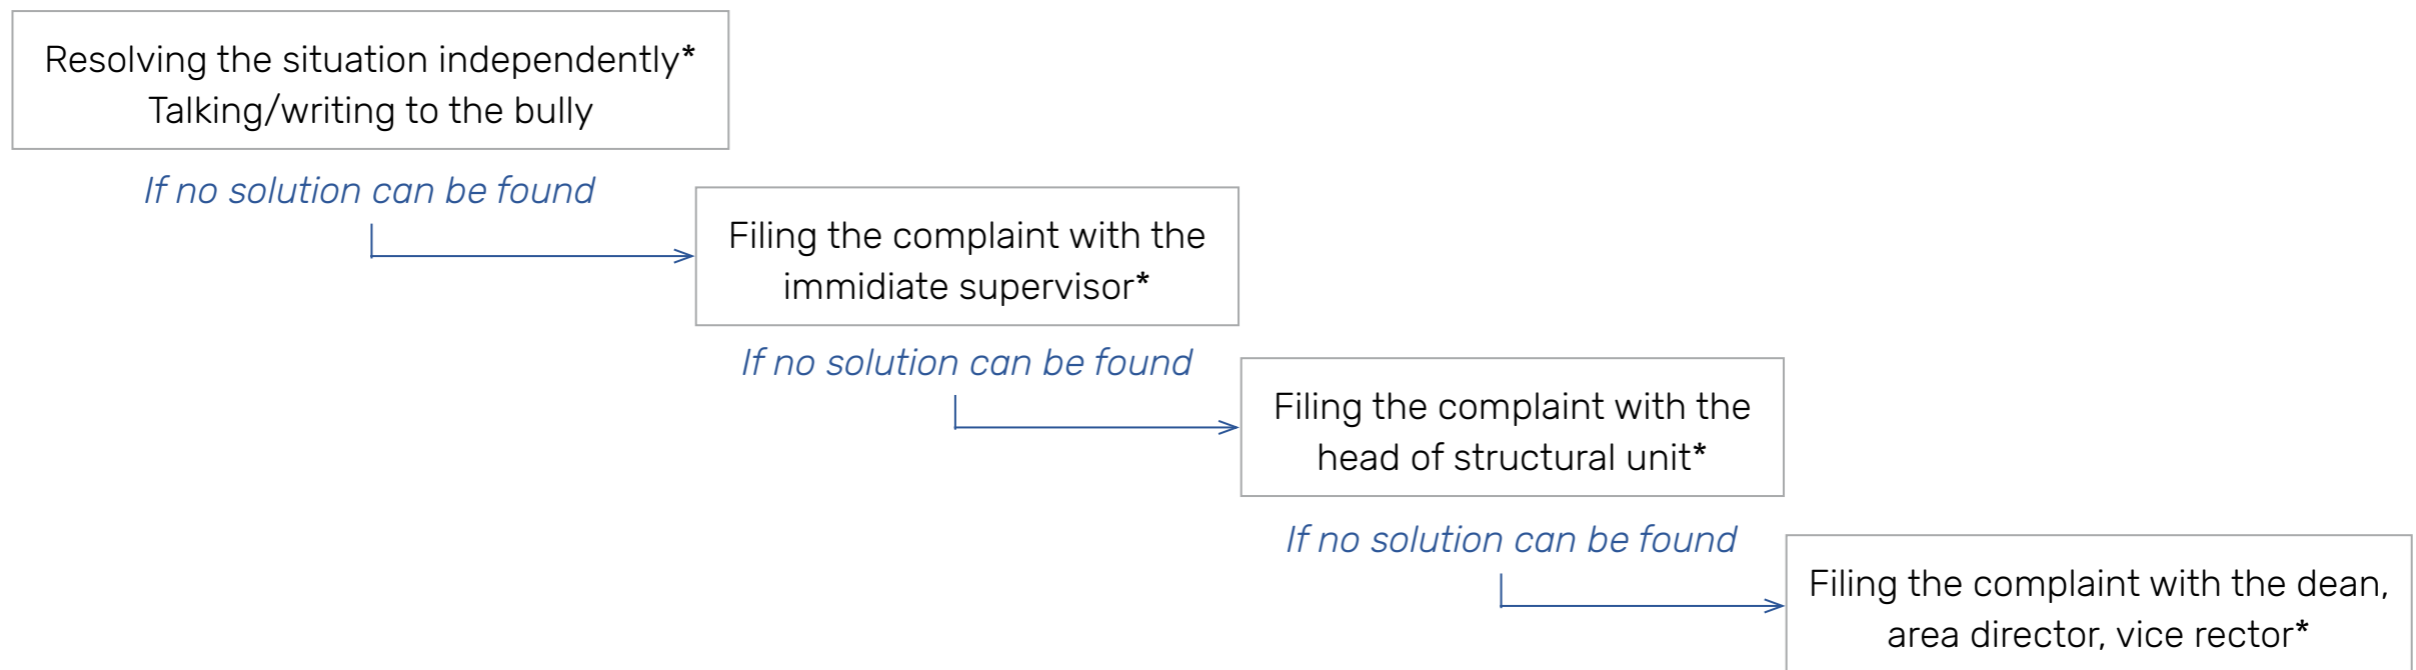 Resolving the situation independently*
Talking/writing to the bully
If no solution can be found
Filing the complaint with the
immidiate supervisor*
If no solution can be found
Filing the complaint with the
head of structural unit*
If no solution can be found
Filing the complaint with the dean,
area director, vice rector*